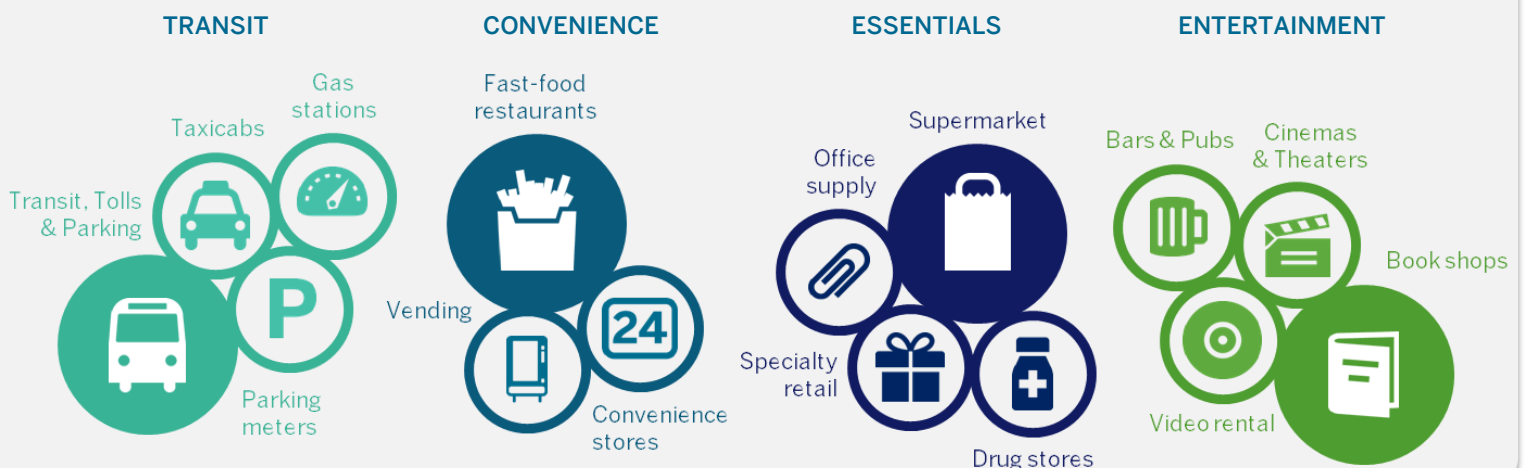 TRANSIT
Gas
stations
Taxicabs
Transit, Tolls
& Parking
P
Parking
meters
CONVENIENCE
Fast-food
restaurants
Vending
24
Convenience
stores
ESSENTIALS
Supermarket
Office
supply
Specialty
retail
Drug stores
ENTERTAINMENT
Bars & Pubs
Cinemas
& Theaters
Book shops
Video rental